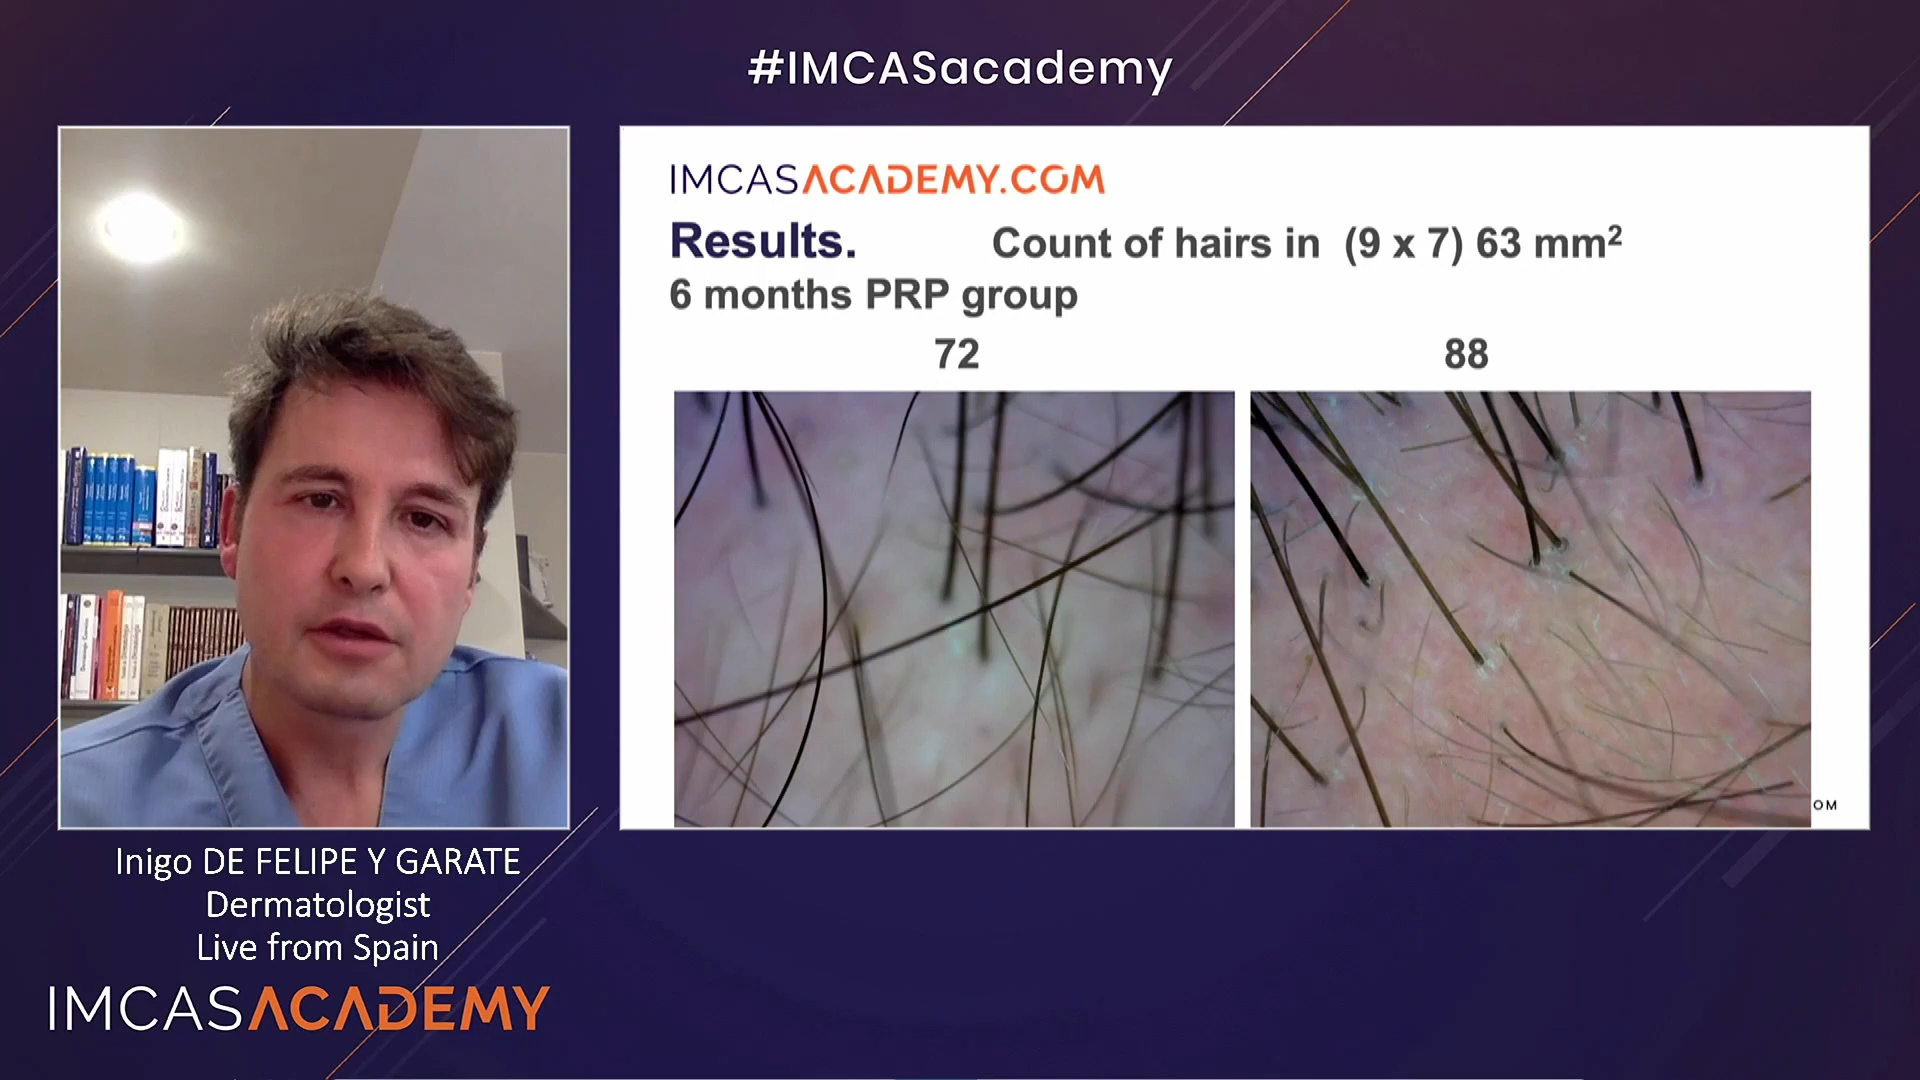 #IMCASacademy
IMCASACADEMY.COM
Results. Count of hairs in (9 x 7) 63 mm²
6 months PRP group
72 88
OM
Inigo DE FELIPE Y GARATE
Dermatologist
Live from Spain
IMCASACADEMY